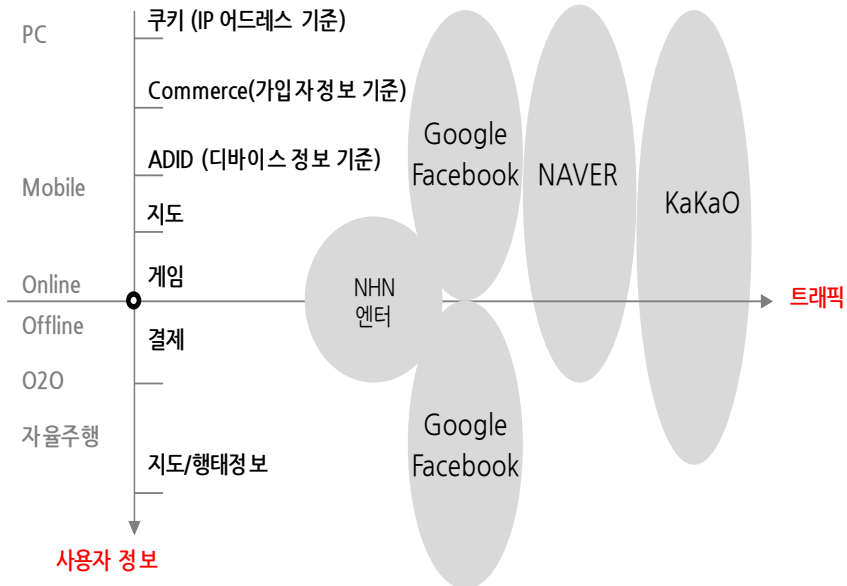 PC
쿠키 (IP 어드레스 기준)
Commerce(가입자정보 기준)
ADID (디바이스 정보 기준)
Mobile
지도
Online
게임
Offline
결제
O2O
자율주행
지도/행태정보
사용자 정보
트래픽
NHN
엔터
Google
Facebook
Google
Facebook
NAVER
KaKaO